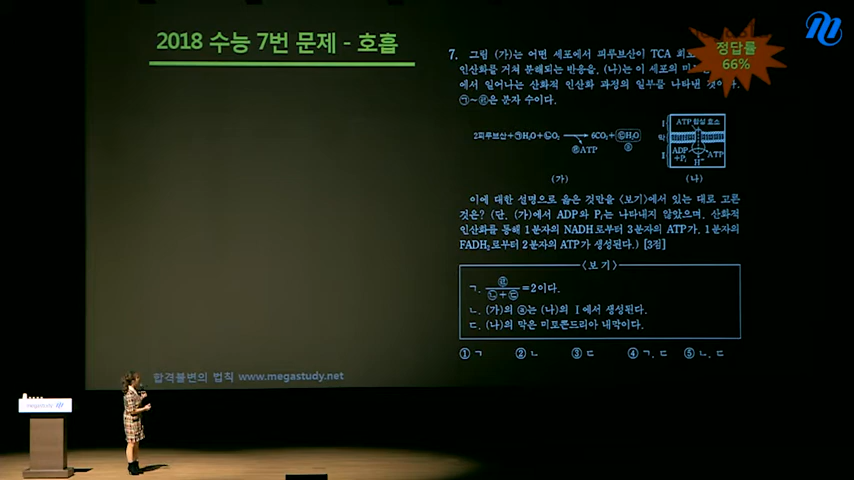 2018 수능 7번 문제 - 호흡
정답률
66%
7. 그림 (가)는 어떤 세포에서 피루브산이 TCA 회로
인산화를 거쳐 분해되는 반응을, (나)는 이 세포의 미
에서 일어나는 산화적 인산화 과정의 일부를 나타낸 것이다.
㉠~㉣은 분자 수이다.
2피루브산+㉠H₂O+㉡O₂ → 6CO₂+㉢H₂O
㉣ATP
ⓐ
I
막
II
ATP 합성 효소
ADP
+Pᵢ
ATP
H⁺
(가)
(나)
이에 대한 설명으로 옳은 것만을 <보기>에서 있는 대로 고른
것은? (단, (가)에서 ADP와 Pᵢ는 나타내지 않았으며, 산화적
인산화를 통해 1분자의 NADH로부터 3분자의 ATP가, 1분자의
FADH₂로부터 2분자의 ATP가 생성된다.) [3점]
<보 기>
ㄱ. ㉣/(㉡+㉢)=2이다.
ㄴ. (가)의 ⓐ는 (나)의 I에서 생성된다.
ㄷ. (나)의 막은 미토콘드리아 내막이다.
① ㄱ ② ㄴ ③ ㄷ ④ ㄱ, ㄷ ⑤ ㄴ, ㄷ
합격불변의 법칙 www.megastudy.net
megastudy